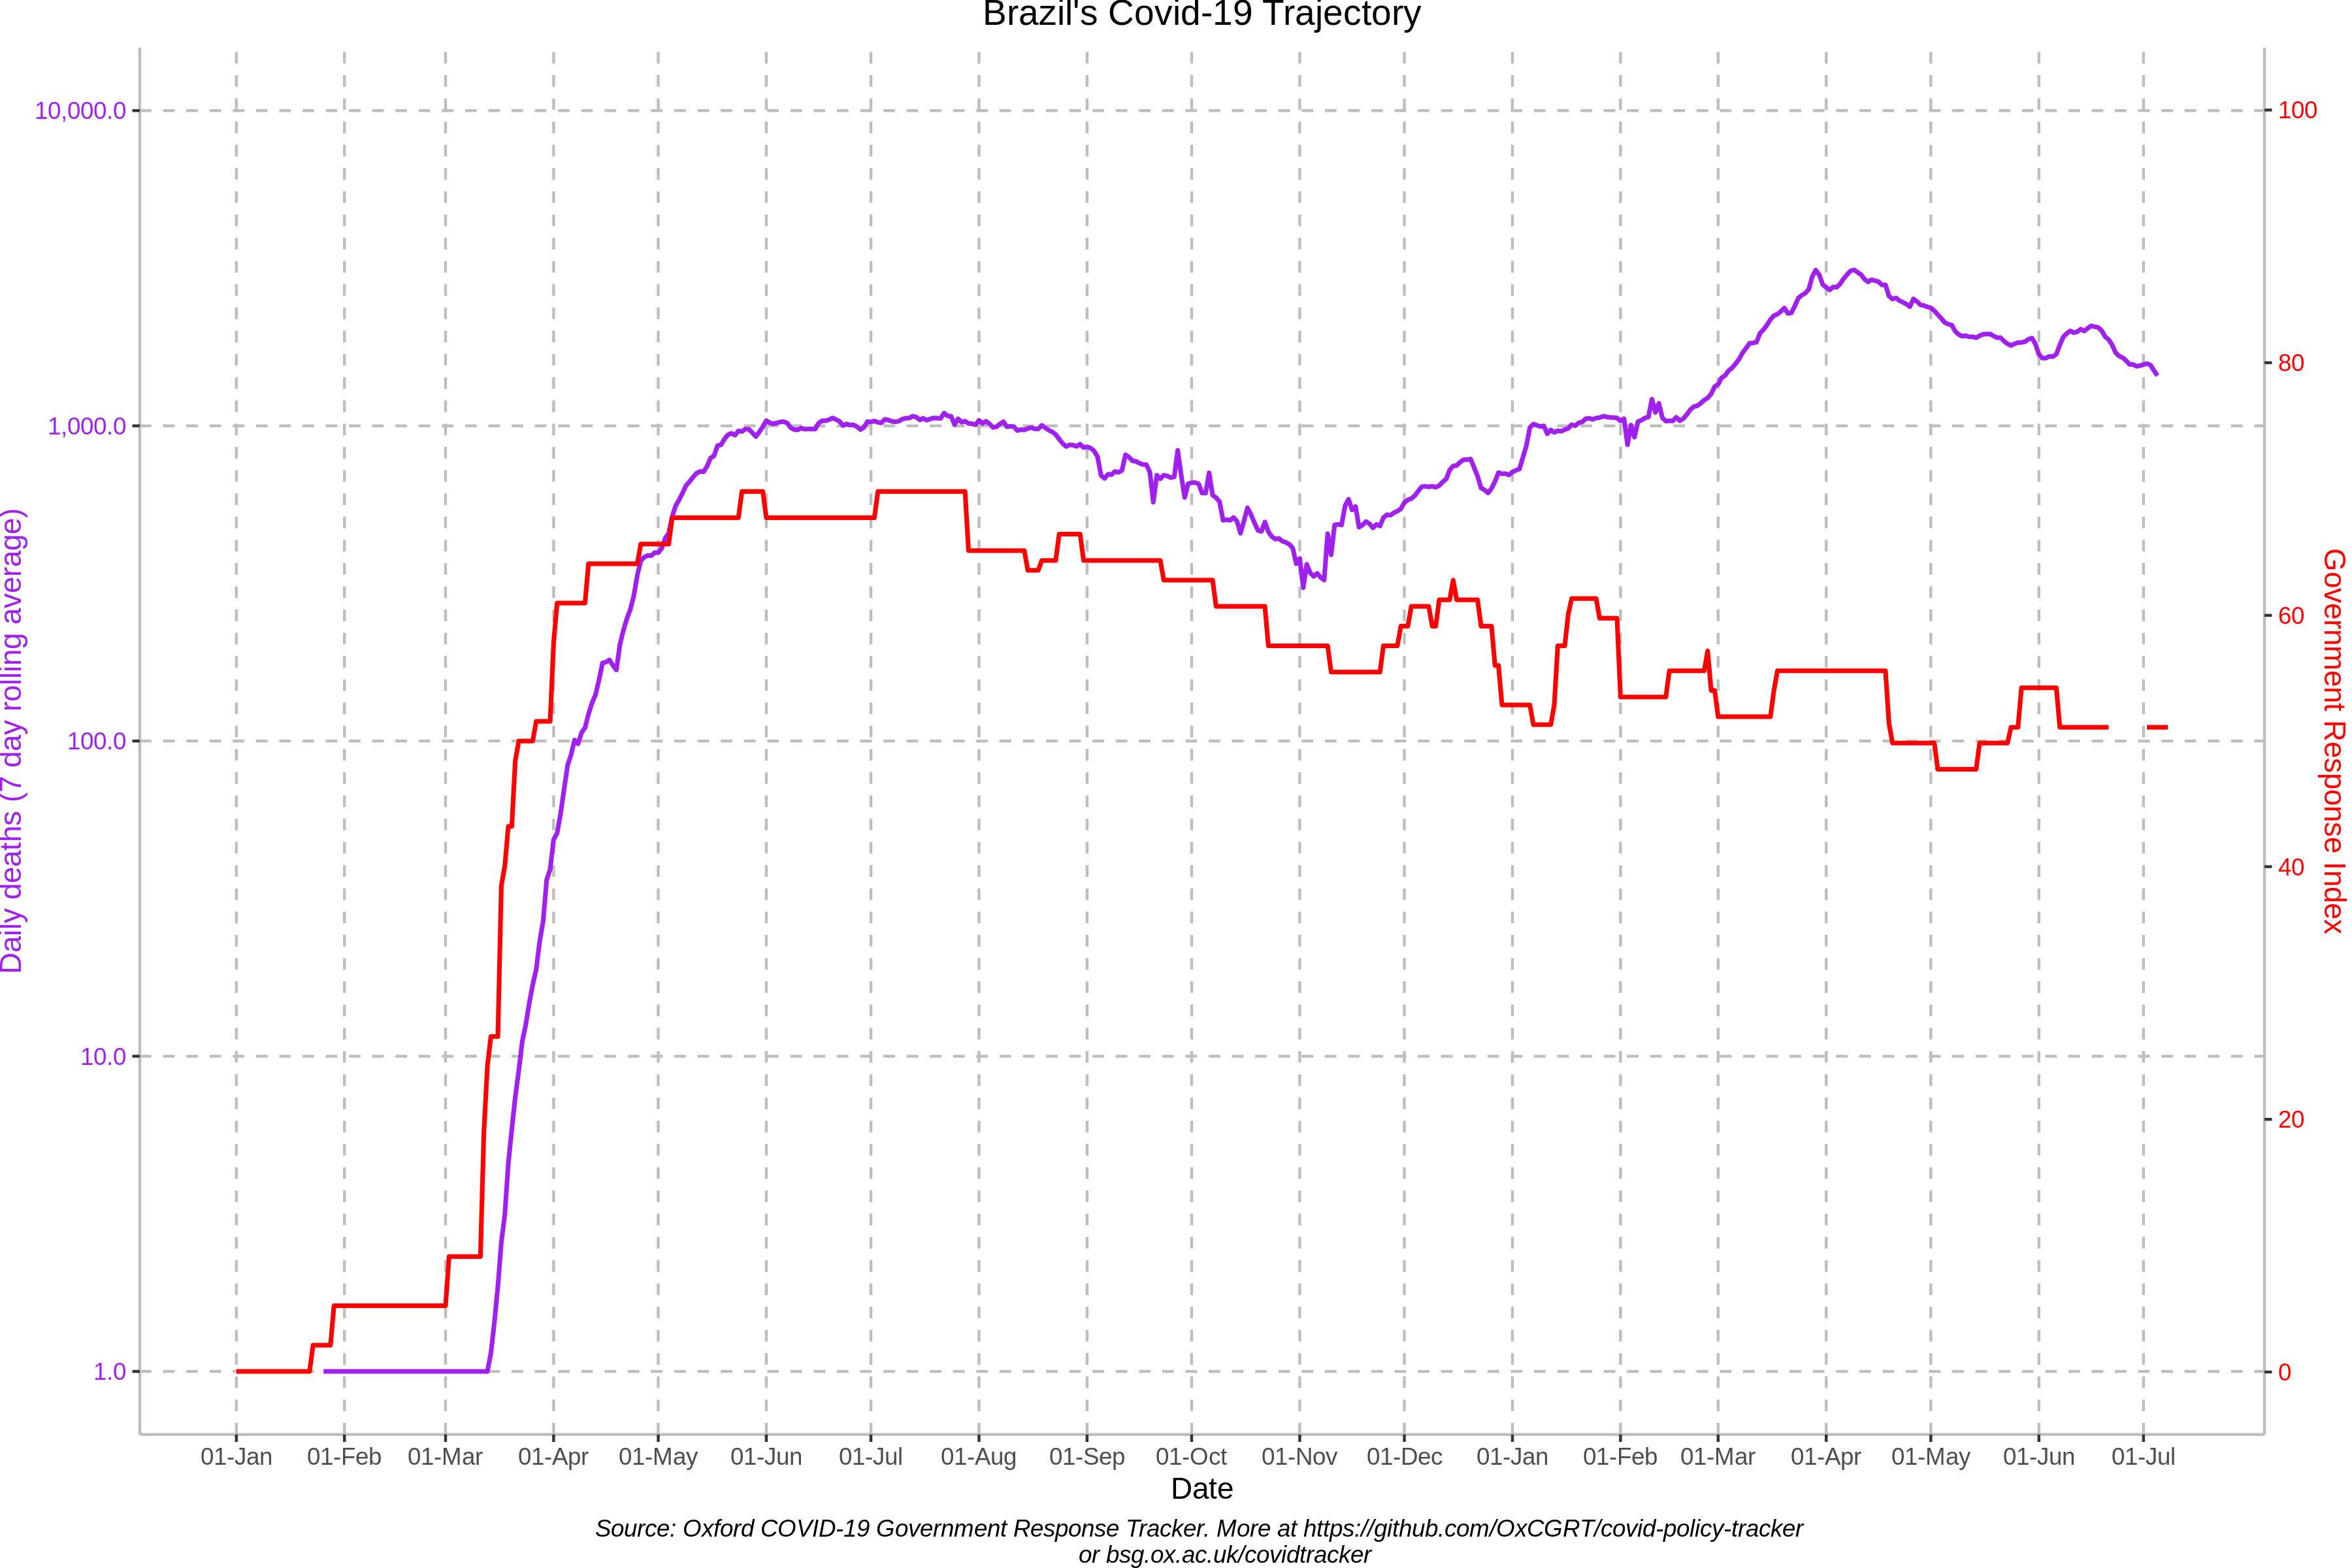 Brazil's Covid-19 Trajectory
Daily deaths (7 day rolling average)
10,000.0
1,000.0
100.0
10.0
1.0
100
80
60
40
20
0
Government Response Index
01-Jan 01-Feb 01-Mar 01-Apr 01-May 01-Jun 01-Jul 01-Aug 01-Sep 01-Oct 01-Nov 01-Dec 01-Jan 01-Feb 01-Mar 01-Apr 01-May 01-Jun 01-Jul
Date
Source: Oxford COVID-19 Government Response Tracker. More at https://github.com/OxCGRT/covid-policy-tracker
or bsg.ox.ac.uk/covidtracker